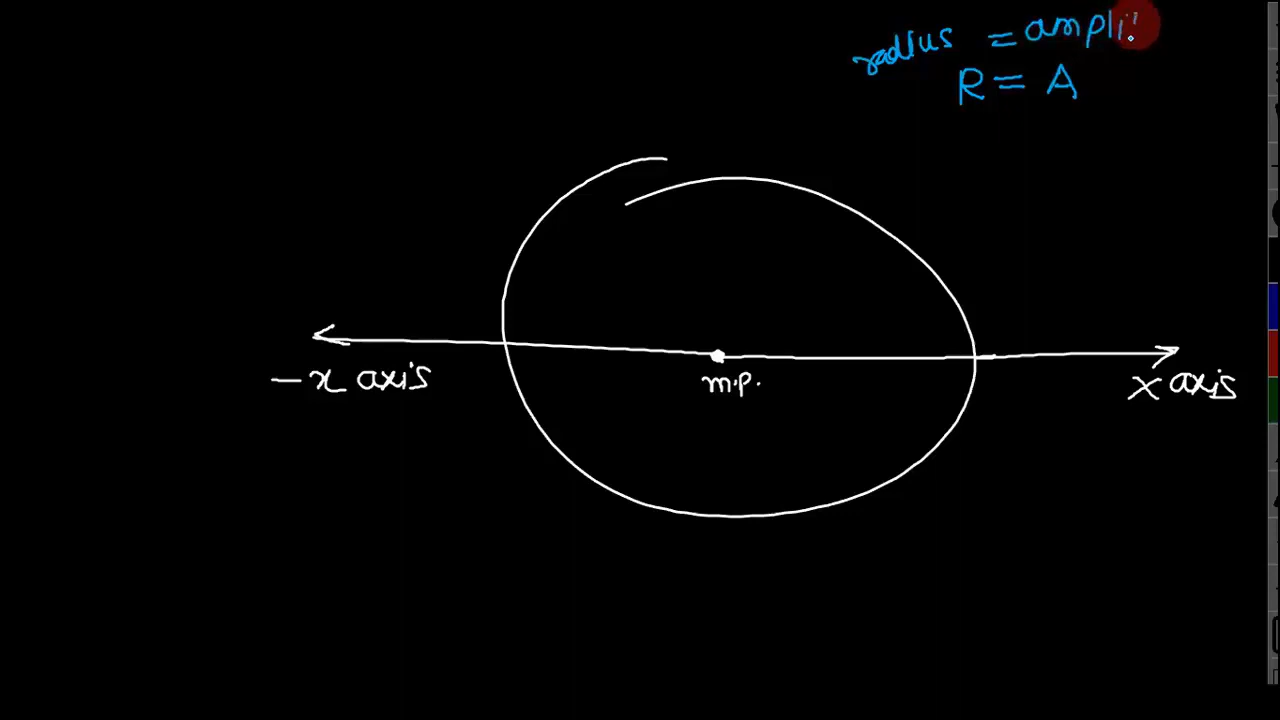 radius = ampli
R = A
-x axis
m.p.
X axis